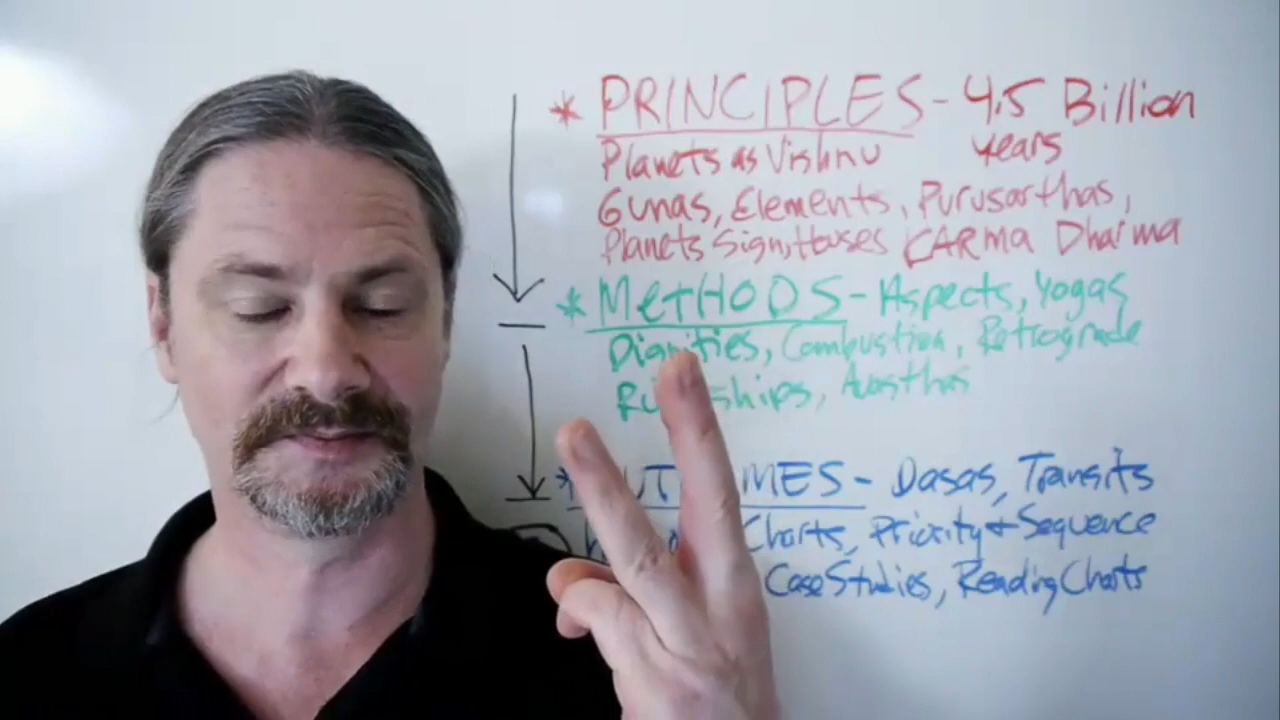 * PRINCIPLES - 4.5 Billion
Planets as Vishnu years
Gunas, Elements, Purusarthas,
Planets Signs, Houses KARMA Dharma
* METHODS - Aspects, Yogas
Dignities, Combustion, Retrograde
ships, Avasthas
MES - Dasas, Transits
Charts, Priority + Sequence
Case Studies, Reading Charts